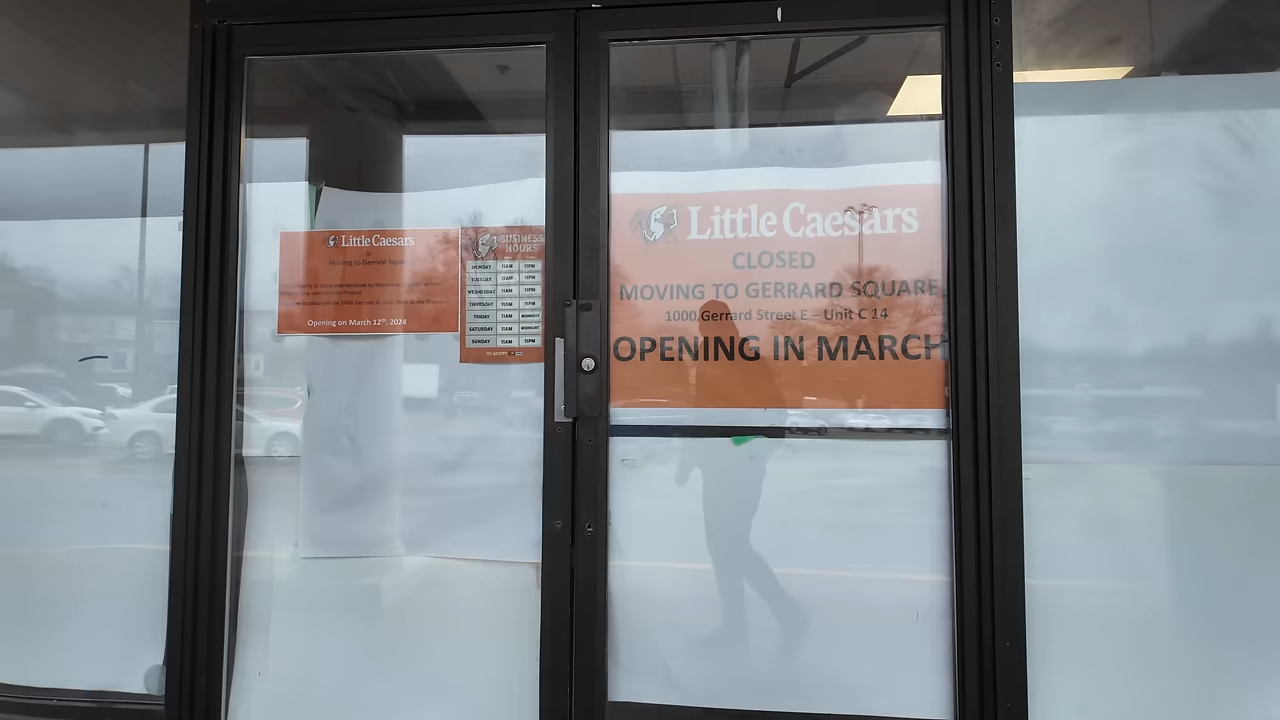 Little Caesars
is
Moving to Gerrard Square
Opening on March 12th, 2024
BUSINESS
HOURS
MONDAY 11AM 11PM
TUESDAY 11AM 11PM
WEDNESDAY 11AM 11PM
THURSDAY 11AM 11PM
FRIDAY 11AM MIDNIGHT
SATURDAY 11AM MIDNIGHT
SUNDAY 11AM 11PM
Little Caesars
CLOSED
MOVING TO GERRARD SQUARE
1000 Gerrard Street E – Unit C 14
OPENING IN MARCH